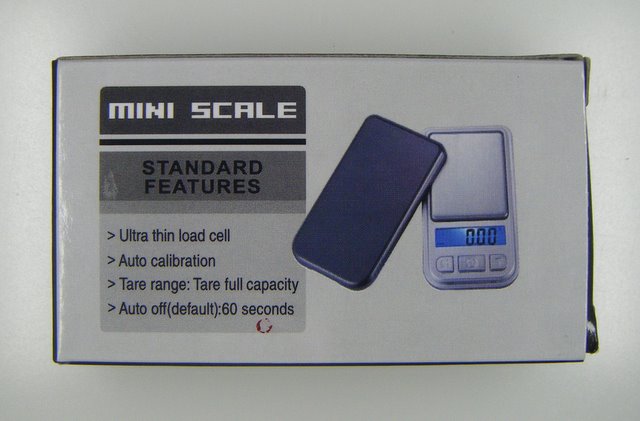 MINI SCALE
STANDARD
FEATURES
> Ultra thin load cell
> Auto calibration
> Tare range: Tare full capacity
> Auto off(default):60 seconds
0.00